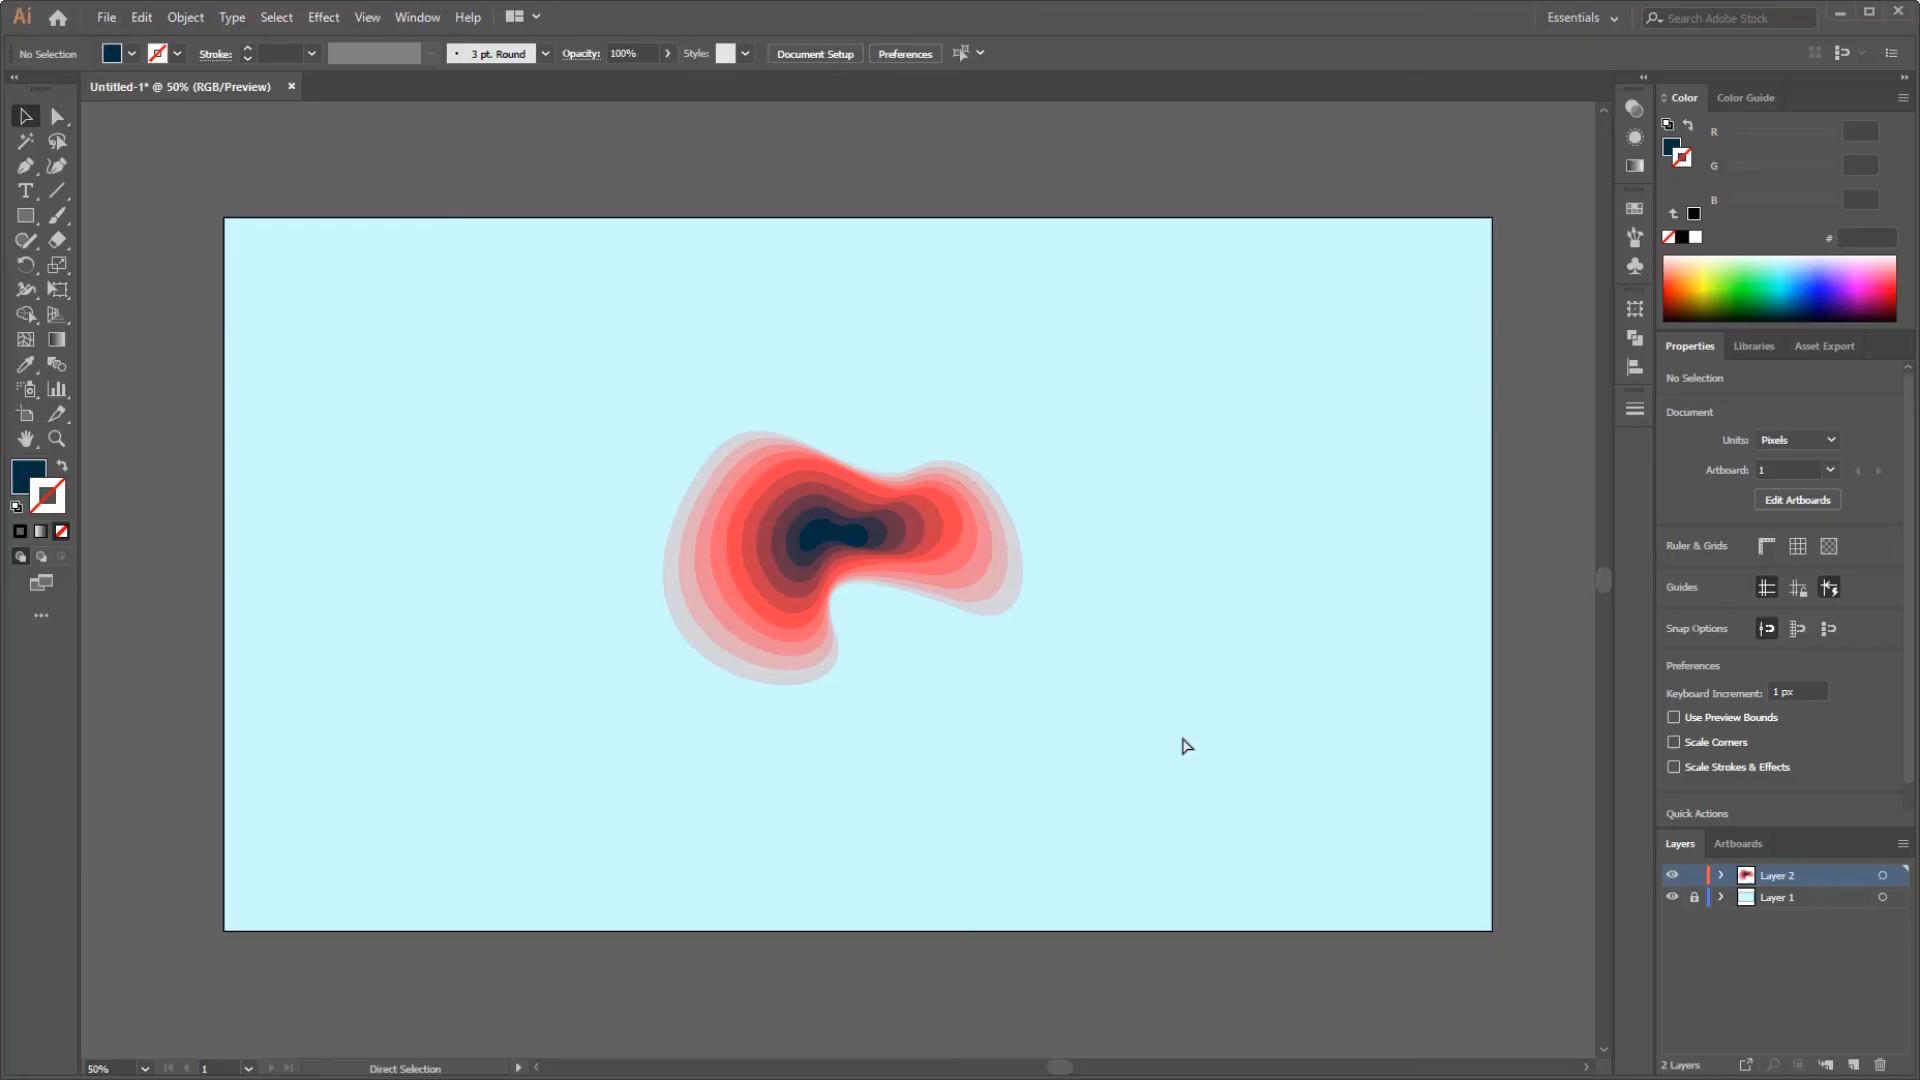 Ai File Edit Object Type Select Effect View Window Help Essentials Search Adobe Stock
No Selection Stroke: 3 pt. Round Opacity: 100% Style: Document Setup Preferences
Untitled-1* @ 50% (RGB/Preview)
Color Color Guide
R
G
B
#
Properties Libraries Asset Export
No Selection
Document
Units: Pixels
Artboard: 1
Edit Artboards
Ruler & Grids
Guides
Snap Options
Preferences
Keyboard Increment: 1 px
Use Preview Bounds
Scale Corners
Scale Strokes & Effects
Quick Actions
Layers Artboards
Layer 2
Layer 1
2 Layers
50% 1 Direct Selection